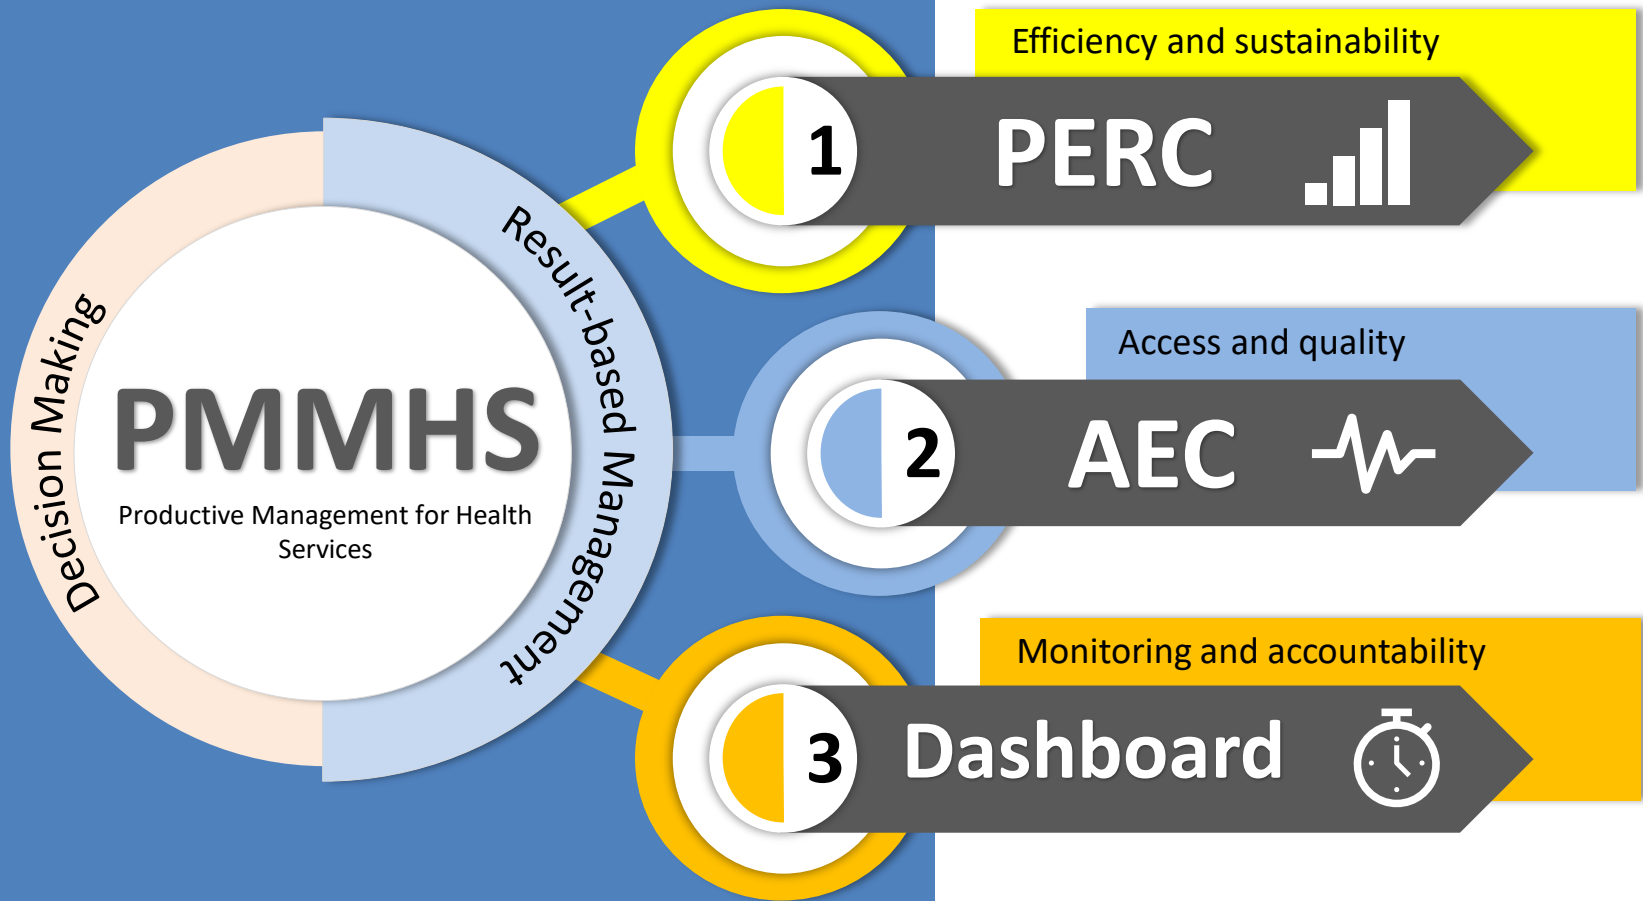 Decision Making
Result-based Management
PMMHS
Productive Management for Health
Services
Efficiency and sustainability
1
PERC
Access and quality
2
AEC
Monitoring and accountability
3
Dashboard